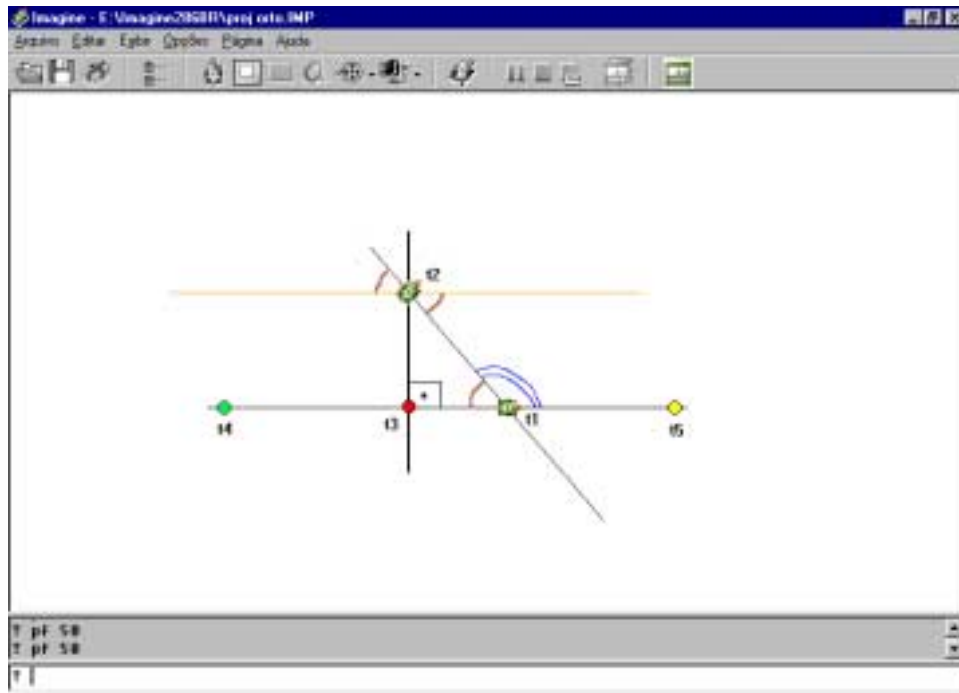 Imagine - E:\Imagine2868R\proj orto.IMP
Arquivo Editar Exibir Opções Página Ajuda
t2
t4
t3
t1
t5
? pf 50
? pf 50
?